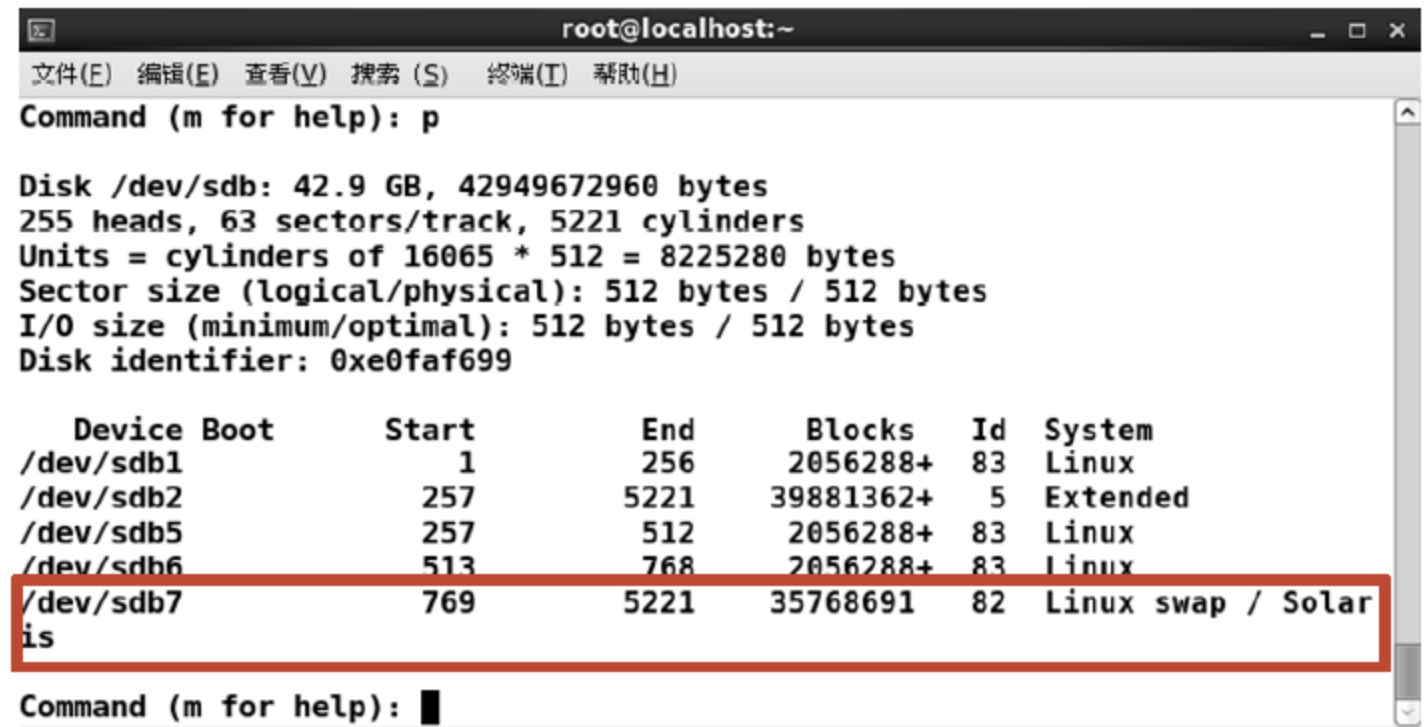 root@localhost:~
文件(F) 编辑(E) 查看(V) 搜索 (S) 终端(T) 帮助(H)
Command (m for help): p
Disk /dev/sdb: 42.9 GB, 42949672960 bytes
255 heads, 63 sectors/track, 5221 cylinders
Units = cylinders of 16065 * 512 = 8225280 bytes
Sector size (logical/physical): 512 bytes / 512 bytes
I/O size (minimum/optimal): 512 bytes / 512 bytes
Disk identifier: 0xe0faf699
Device Boot Start End Blocks Id System
/dev/sdb1 1 256 2056288+ 83 Linux
/dev/sdb2 257 5221 39881362+ 5 Extended
/dev/sdb5 257 512 2056288+ 83 Linux
/dev/sdb6 513 768 2056288+ 83 Linux
/dev/sdb7 769 5221 35768691 82 Linux swap / Solar
is
Command (m for help):